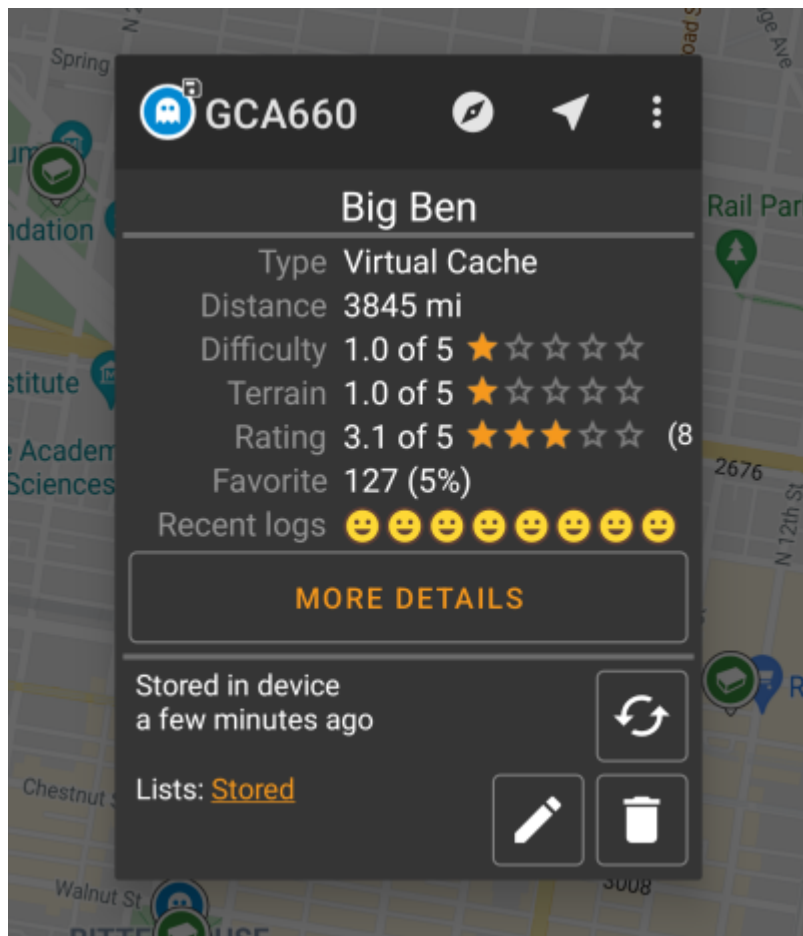 N 2
Spring
GCA660
Big Ben
Rail Par
ndation
Type Virtual Cache
Distance 3845 mi
Difficulty 1.0 of 5
Terrain 1.0 of 5
stitute
Rating 3.1 of 5 (8
Academ
Sciences
2676
Favorite 127 (5%)
N 12th St
Recent logs
MORE DETAILS
Stored in device
a few minutes ago
R
Lists: Stored
Chestnut S
3008
Walnut St